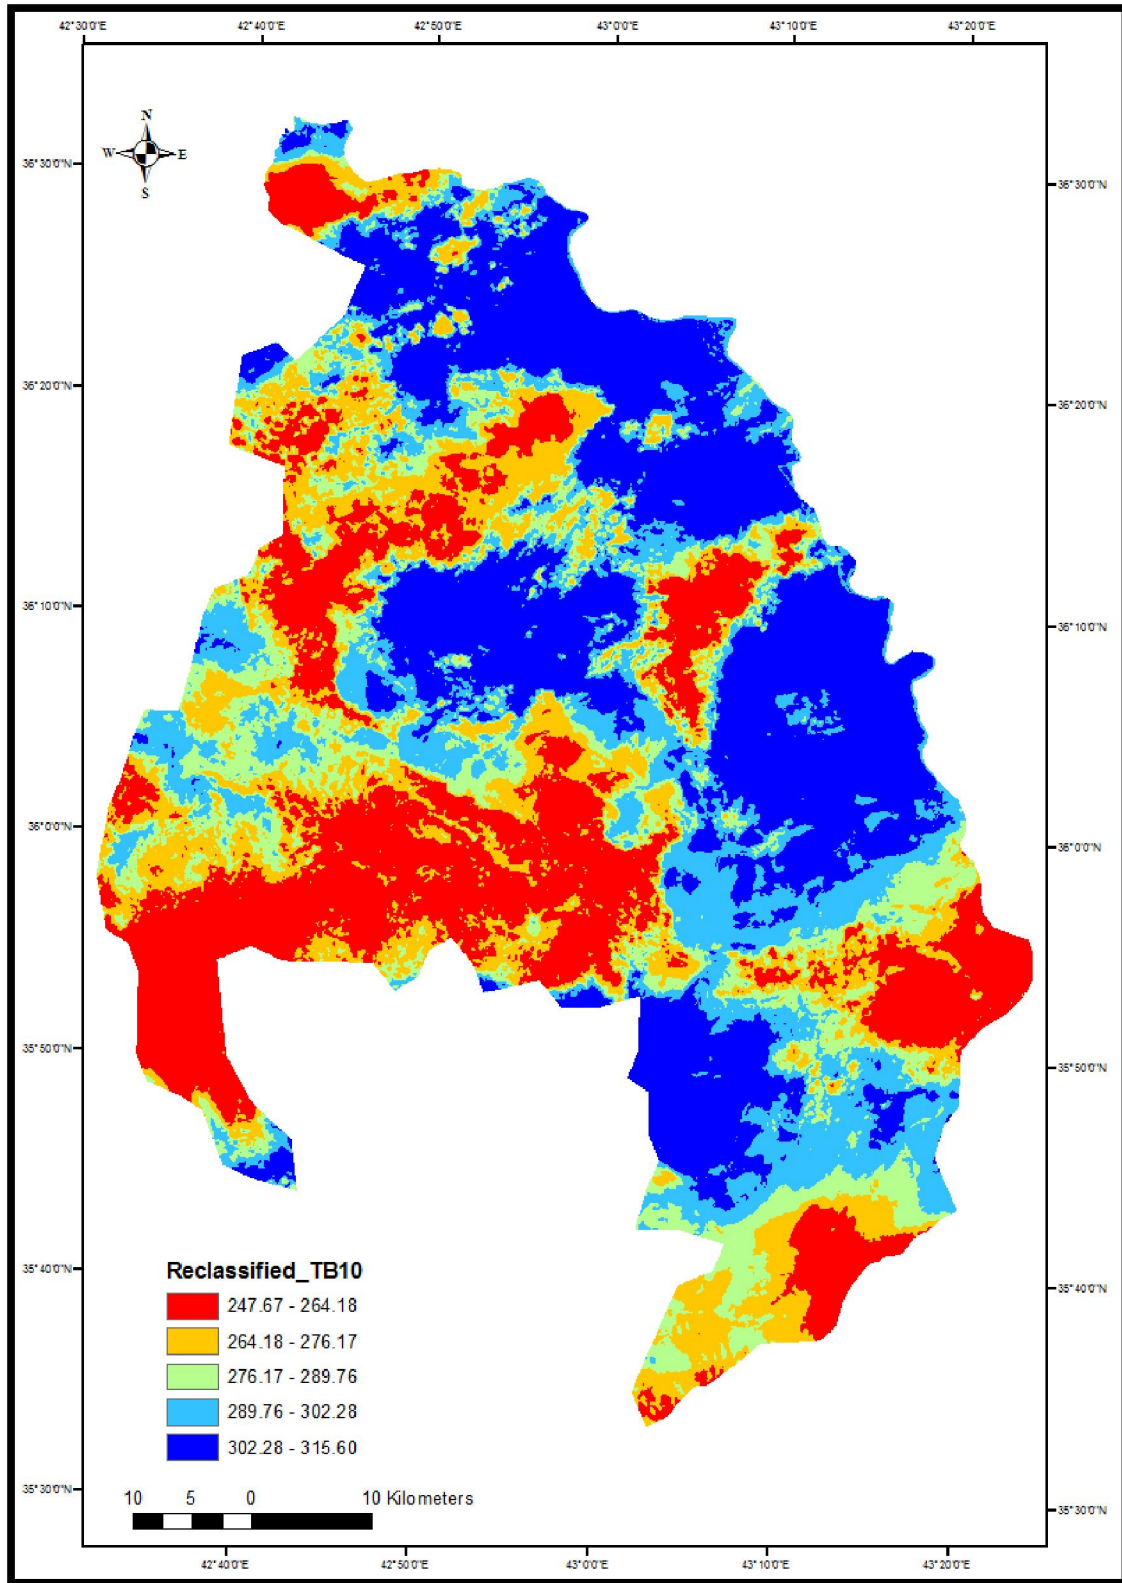 42°30'0"E 42°40'0"E 42°50'0"E 43°0'0"E 43°10'0"E 43°20'0"E
N
W E
S
36°30'0"N 36°30'0"N
36°20'0"N 36°20'0"N
36°10'0"N 36°10'0"N
36°0'0"N 36°0'0"N
35°50'0"N 35°50'0"N
35°40'0"N 35°40'0"N
35°30'0"N 35°30'0"N
Reclassified_TB10
247.67 - 264.18
264.18 - 276.17
276.17 - 289.76
289.76 - 302.28
302.28 - 315.60
10 5 0 10 Kilometers
42°40'0"E 42°50'0"E 43°0'0"E 43°10'0"E 43°20'0"E